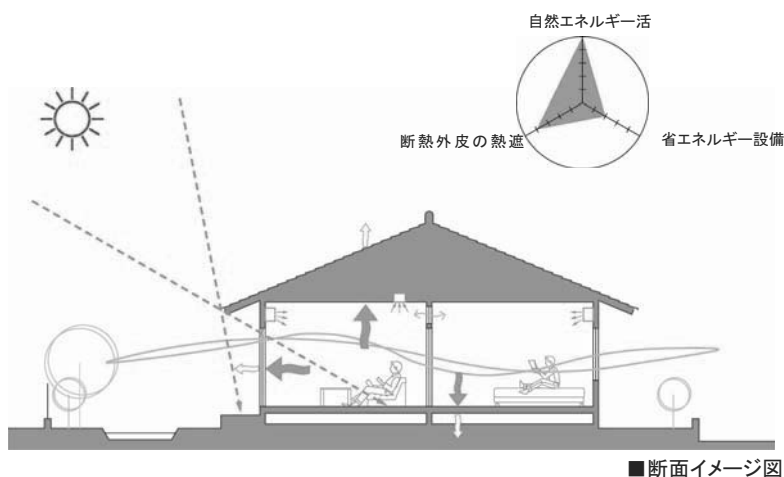 自然エネルギー活
断熱外皮の熱遮
省エネルギー設備
■断面イメージ図